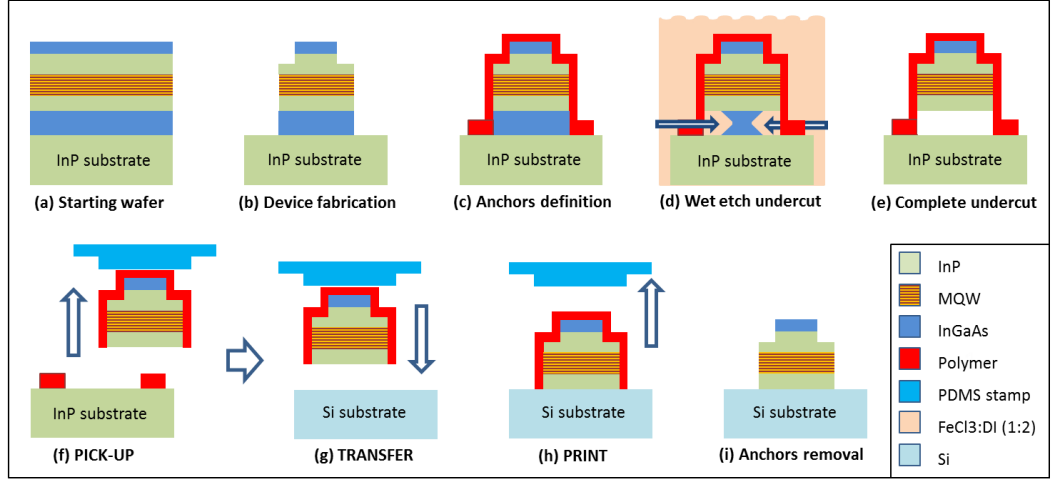 InP substrate
(a) Starting wafer
InP substrate
(b) Device fabrication
InP substrate
(c) Anchors definition
InP substrate
(d) Wet etch undercut
InP substrate
(e) Complete undercut
InP substrate
(f) PICK-UP
Si substrate
(g) TRANSFER
Si substrate
(h) PRINT
Si substrate
(i) Anchors removal
InP
MQW
InGaAs
Polymer
PDMS stamp
FeCl3:DI (1:2)
Si